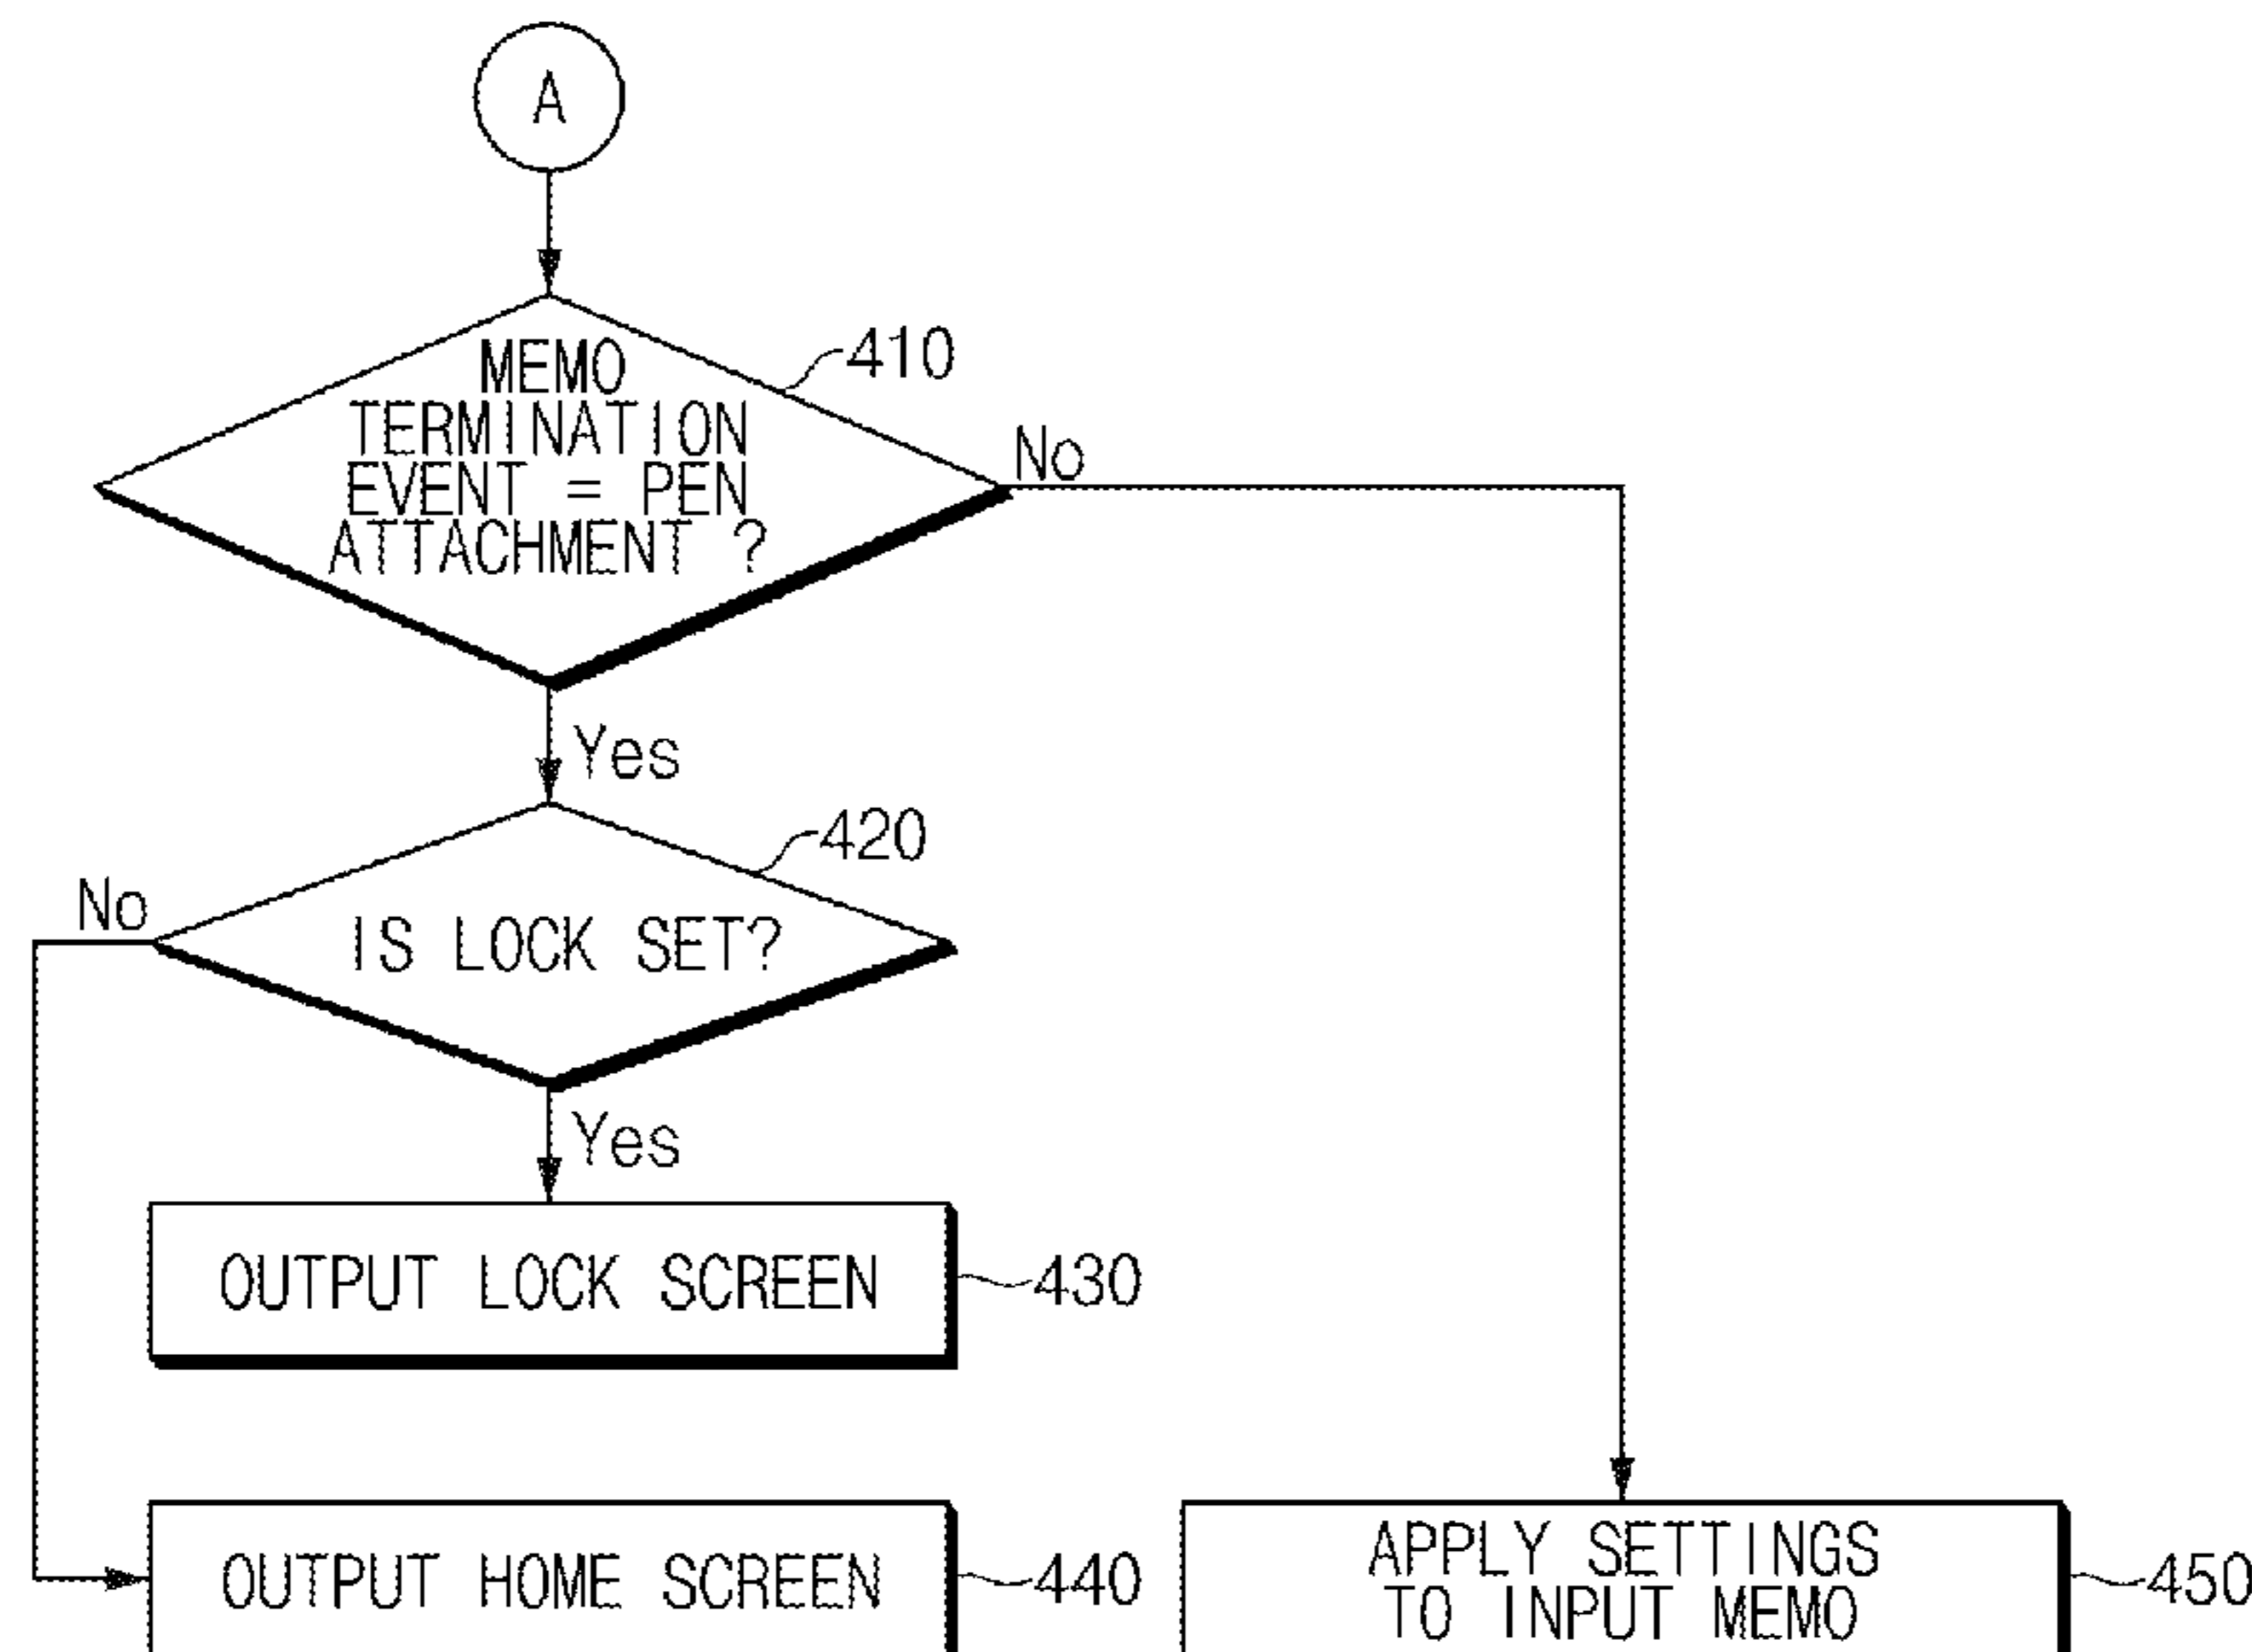 A
MEMO
TERMINATION
EVENT = PEN
ATTACHMENT ?
410
No
Yes
420
No
IS LOCK SET?
Yes
OUTPUT LOCK SCREEN
430
OUTPUT HOME SCREEN
440
APPLY SETTINGS
TO INPUT MEMO
450